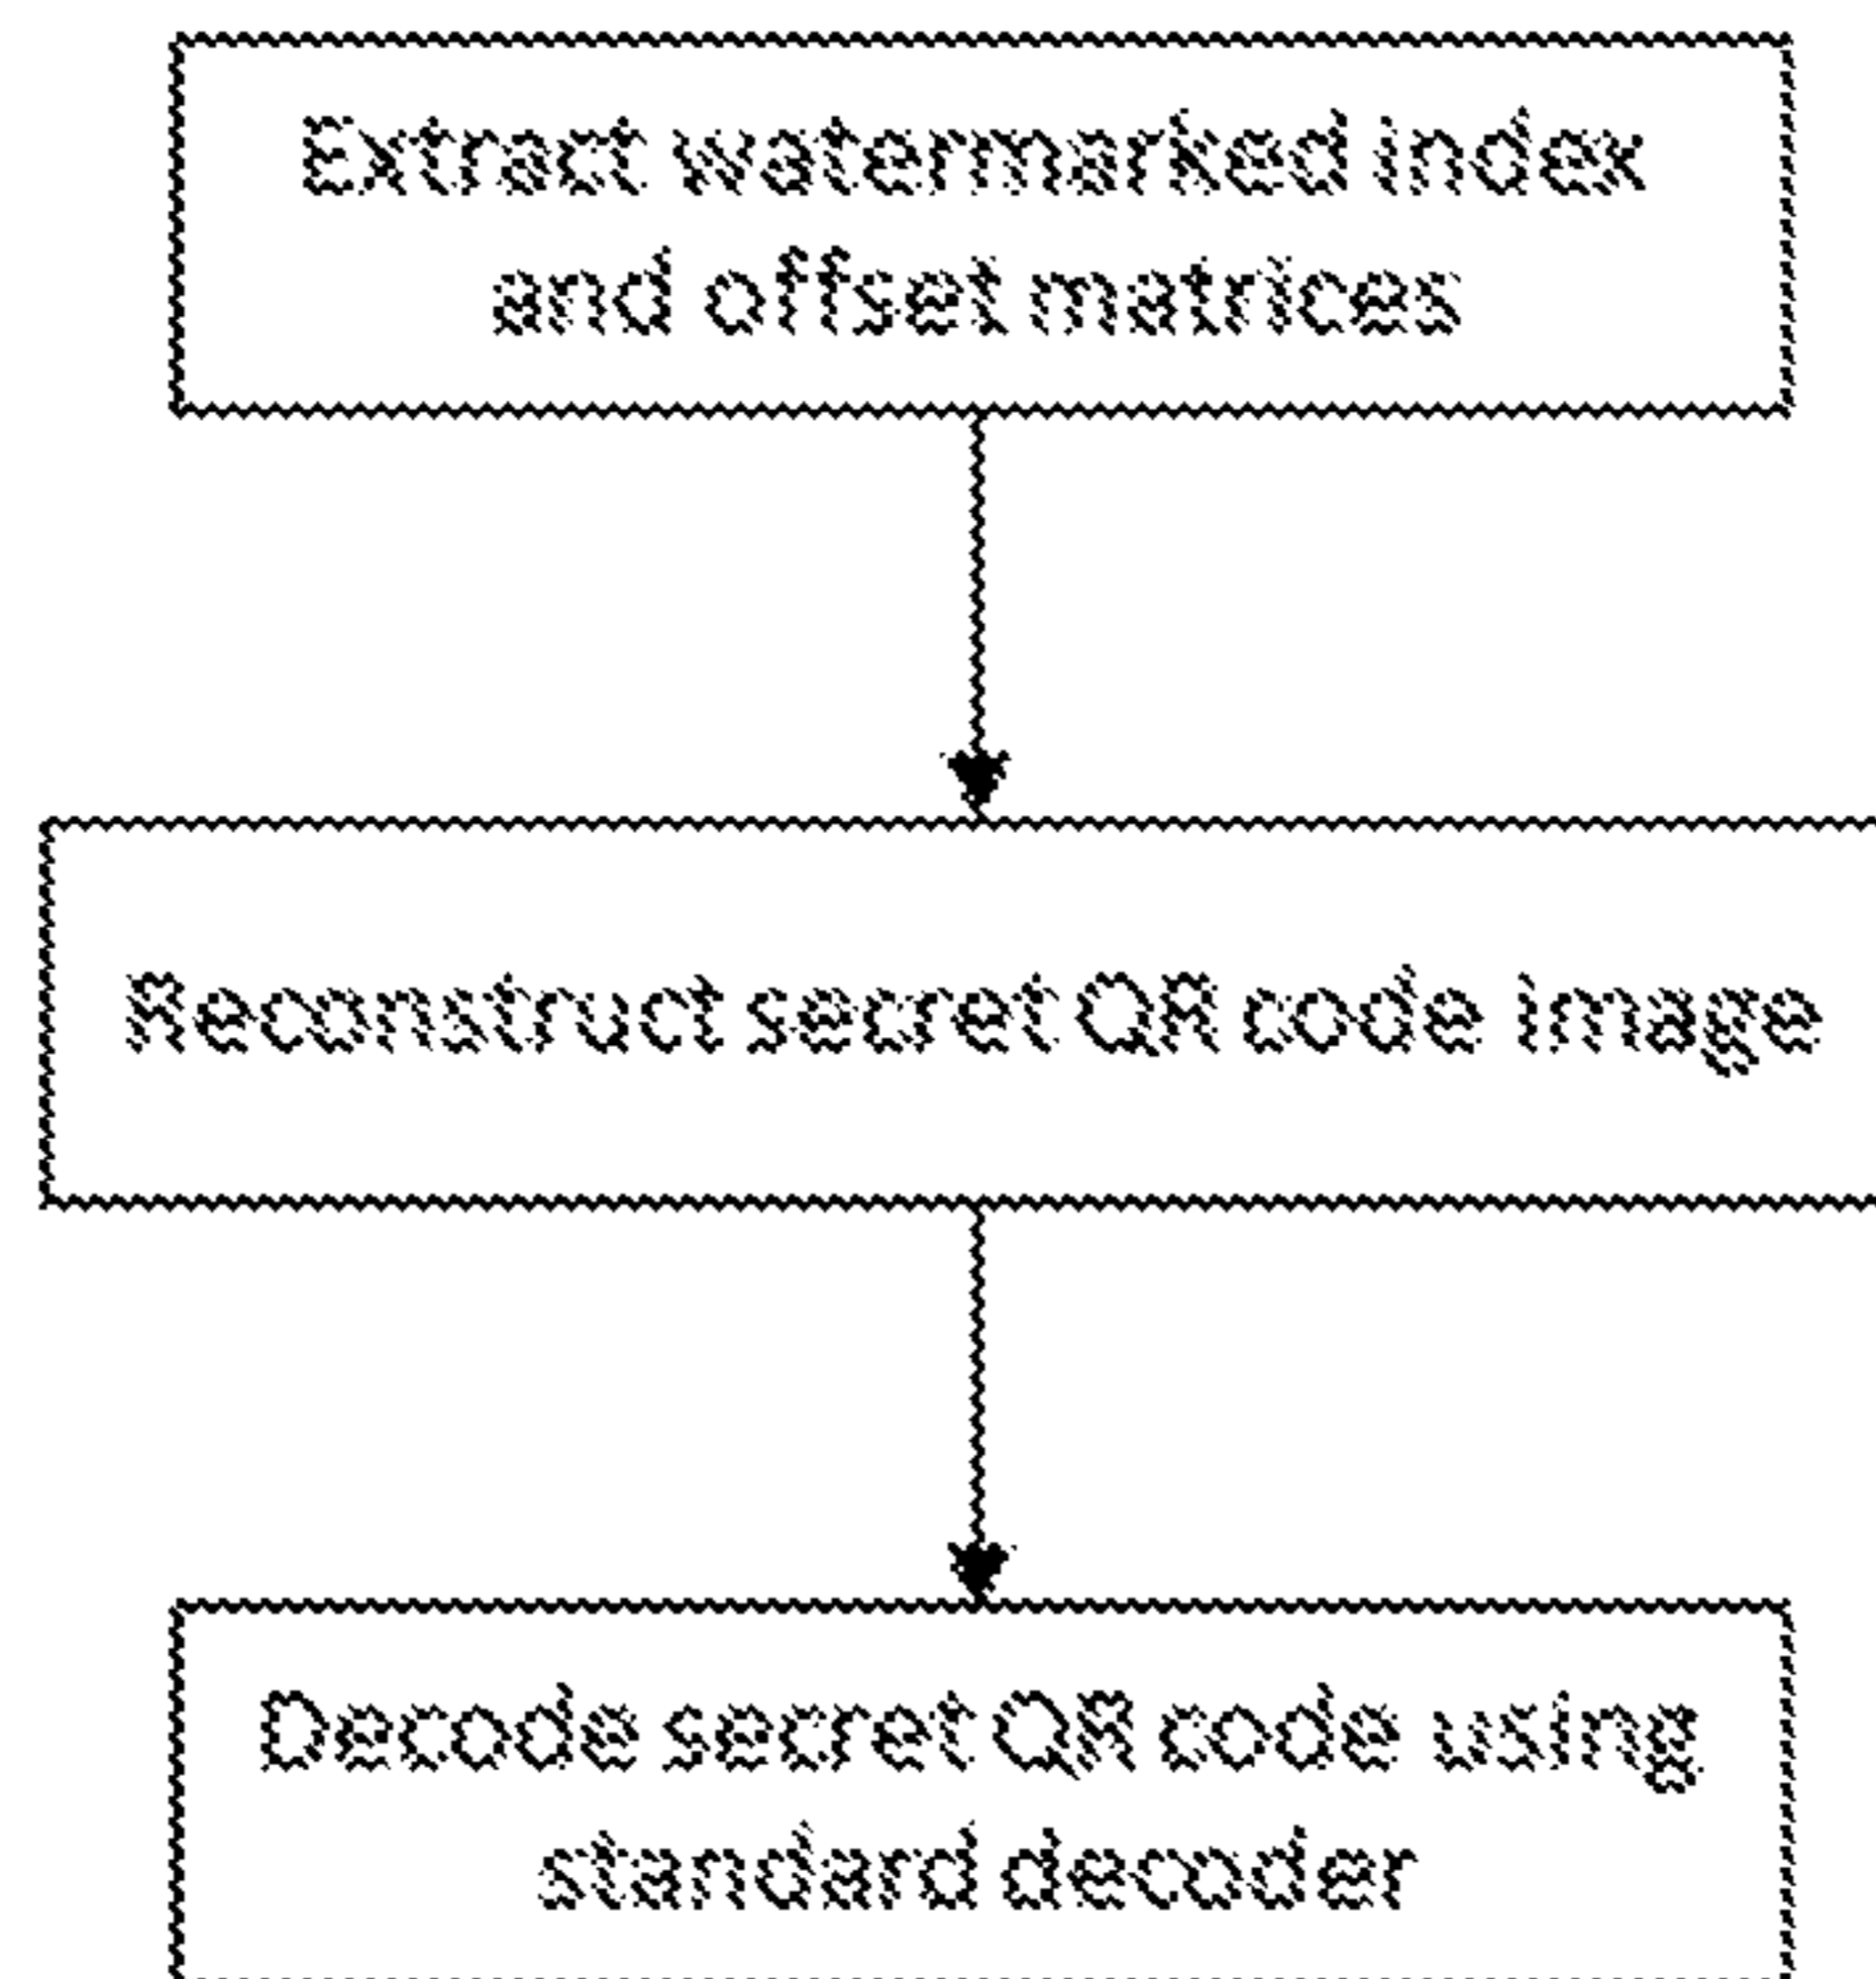 Extract watermarked index
and offset matrices
Reconstruct secret QR code image
Decode secret QR code using
standard decoder